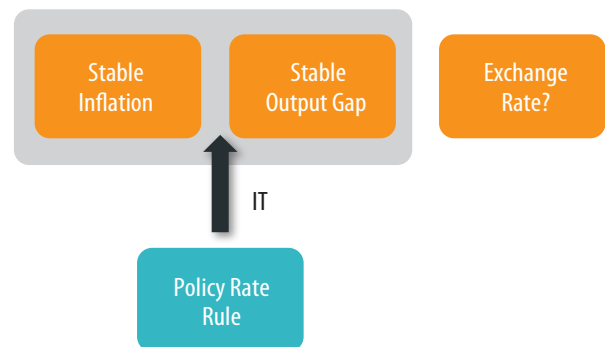 Stable
Inflation
Stable
Output Gap
Exchange
Rate?
IT
Policy Rate
Rule